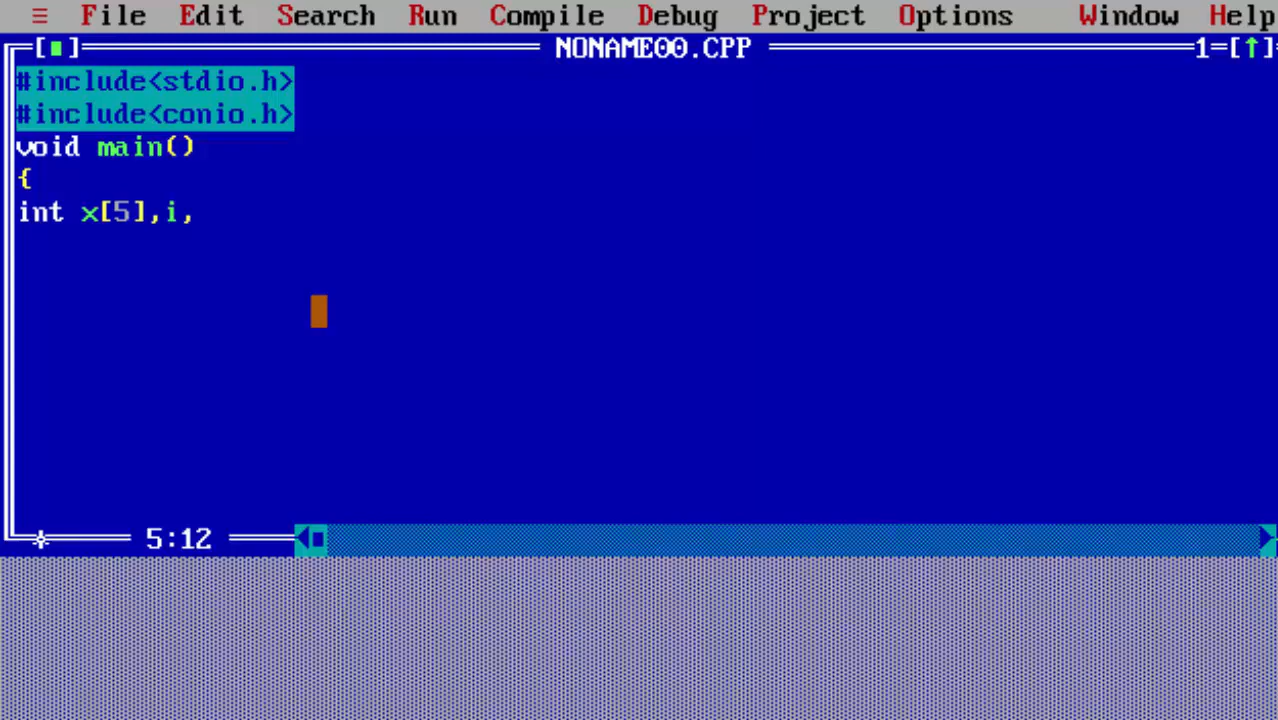 ≡ File Edit Search Run Compile Debug Project Options Window Help
[■] NONAME00.CPP 1=[↑]
#include<stdio.h>
#include<conio.h>
void main()
{
int x[5],i,
5:12